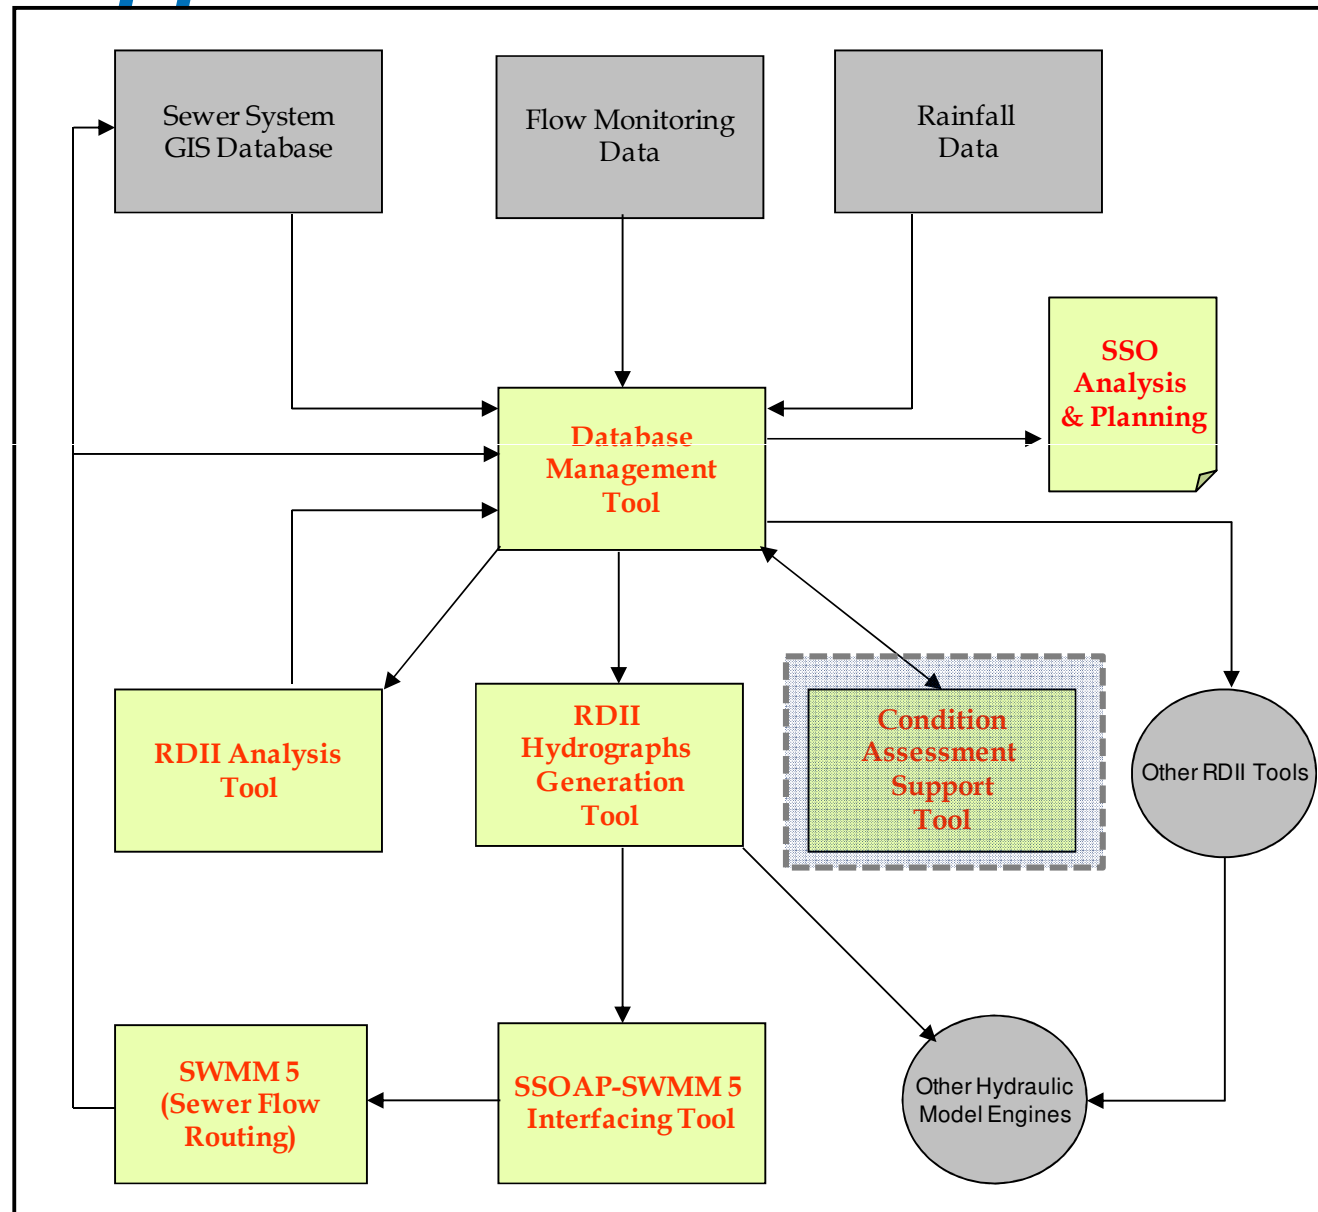 Sewer System
GIS Database
Flow Monitoring
Data
Rainfall
Data
SSO
Analysis
& Planning
Database
Management
Tool
RDII Analysis
Tool
RDII
Hydrographs
Generation
Tool
Condition
Assessment
Support
Tool
Other RDII Tools
SWMM 5
(Sewer Flow
Routing)
SSOAP-SWMM 5
Interfacing Tool
Other Hydraulic
Model Engines